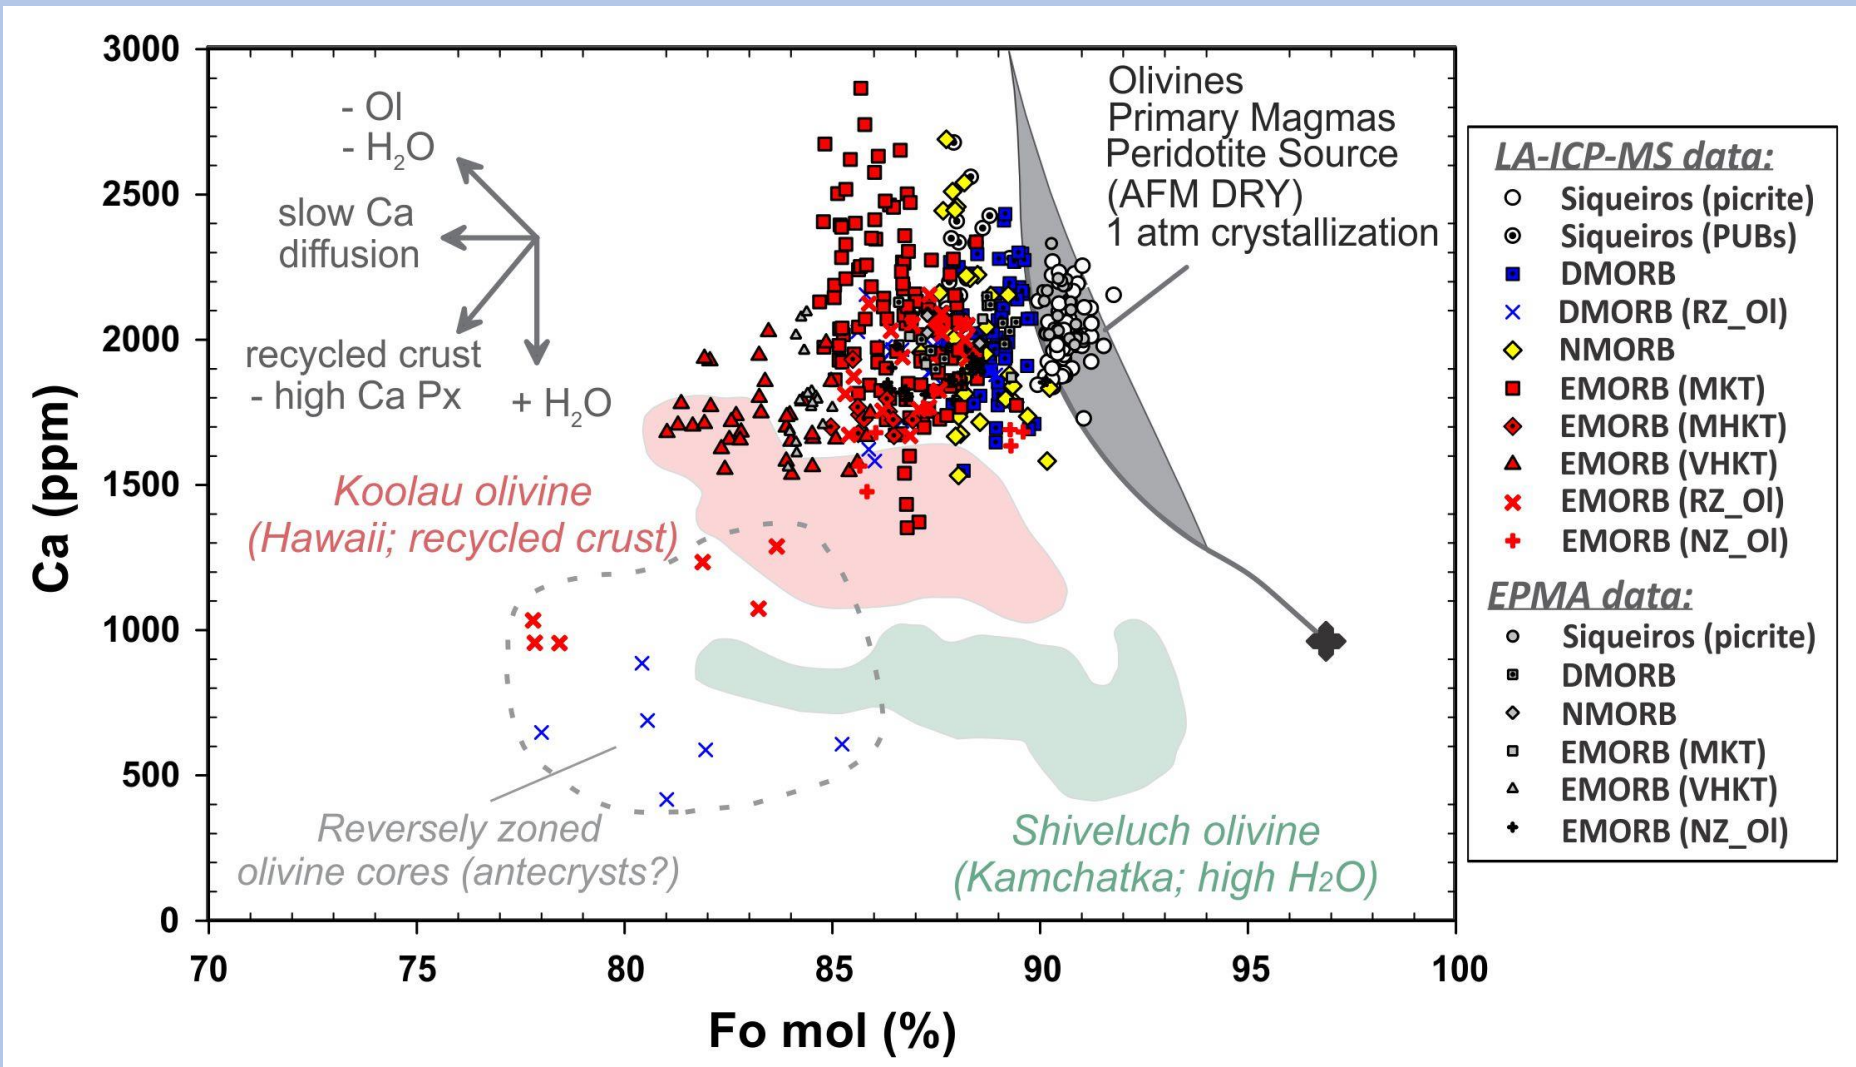 3000
2500
2000
1500
1000
500
0
70
75
80
85
90
95
100
Ca (ppm)
Fo mol (%)
- Ol
- H2O
slow Ca
diffusion
recycled crust
- high Ca Px
+ H2O
Olivines
Primary Magmas
Peridotite Source
(AFM DRY)
1 atm crystallization
Koolau olivine
(Hawaii; recycled crust)
Reversely zoned
olivine cores (antecrysts?)
Shiveluch olivine
(Kamchatka; high H2O)
LA-ICP-MS data:
Siqueiros (picrite)
Siqueiros (PUBs)
DMORB
DMORB (RZ_Ol)
NMORB
EMORB (MKT)
EMORB (MHKT)
EMORB (VHKT)
EMORB (RZ_Ol)
EMORB (NZ_Ol)
EPMA data:
Siqueiros (picrite)
DMORB
NMORB
EMORB (MKT)
EMORB (VHKT)
EMORB (NZ_Ol)